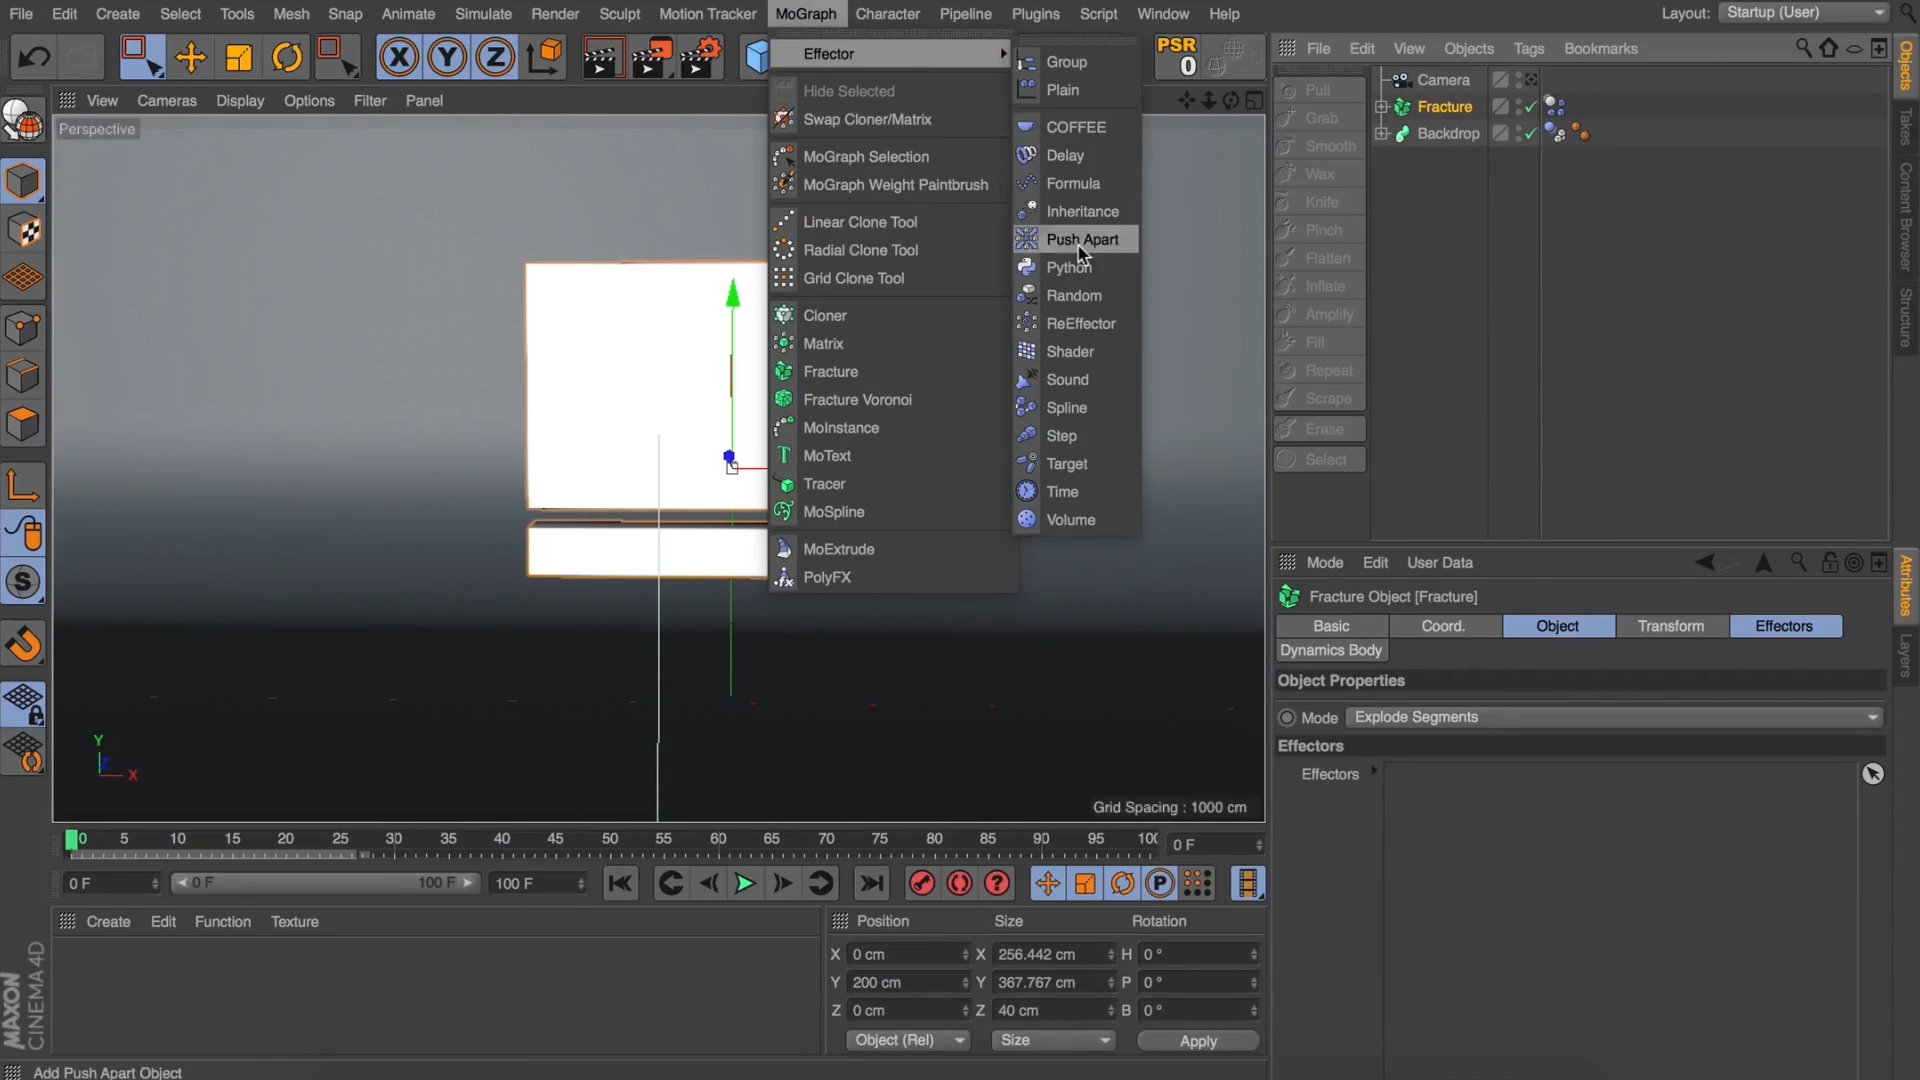 File Edit Create Select Tools Mesh Snap Animate Simulate Render Sculpt Motion Tracker MoGraph Character Pipeline Plugins Script Window Help Layout: Startup (User)
X Y Z
PSR
0
File Edit View Objects Tags Bookmarks
View Cameras Display Options Filter Panel
Perspective
Effector
Hide Selected
Swap Cloner/Matrix
MoGraph Selection
MoGraph Weight Paintbrush
Linear Clone Tool
Radial Clone Tool
Grid Clone Tool
Cloner
Matrix
Fracture
Fracture Voronoi
MoInstance
MoText
Tracer
MoSpline
MoExtrude
PolyFX
Group
Plain
COFFEE
Delay
Formula
Inheritance
Push Apart
Python
Random
ReEffector
Shader
Sound
Spline
Step
Target
Time
Volume
Pull
Grab
Smooth
Wax
Knife
Pinch
Flatten
Inflate
Amplify
Fill
Repeat
Scrape
Erase
Select
Camera
Fracture
Backdrop
Objects
Takes
Content Browser
Structure
Attributes
Layers
Mode Edit User Data
Fracture Object [Fracture]
Basic Coord. Object Transform Effectors
Dynamics Body
Object Properties
Mode Explode Segments
Effectors
Effectors
Y
Z
X
Grid Spacing : 1000 cm
0 5 10 15 20 25 30 35 40 45 50 55 60 65 70 75 80 85 90 95 100 0 F
0 F 0 F 100 F 100 F
Create Edit Function Texture
Position Size Rotation
X 0 cm X 256.442 cm H 0 °
Y 200 cm Y 367.767 cm P 0 °
Z 0 cm Z 40 cm B 0 °
Object (Rel) Size Apply
MAXON
CINEMA 4D
Add Push Apart Object